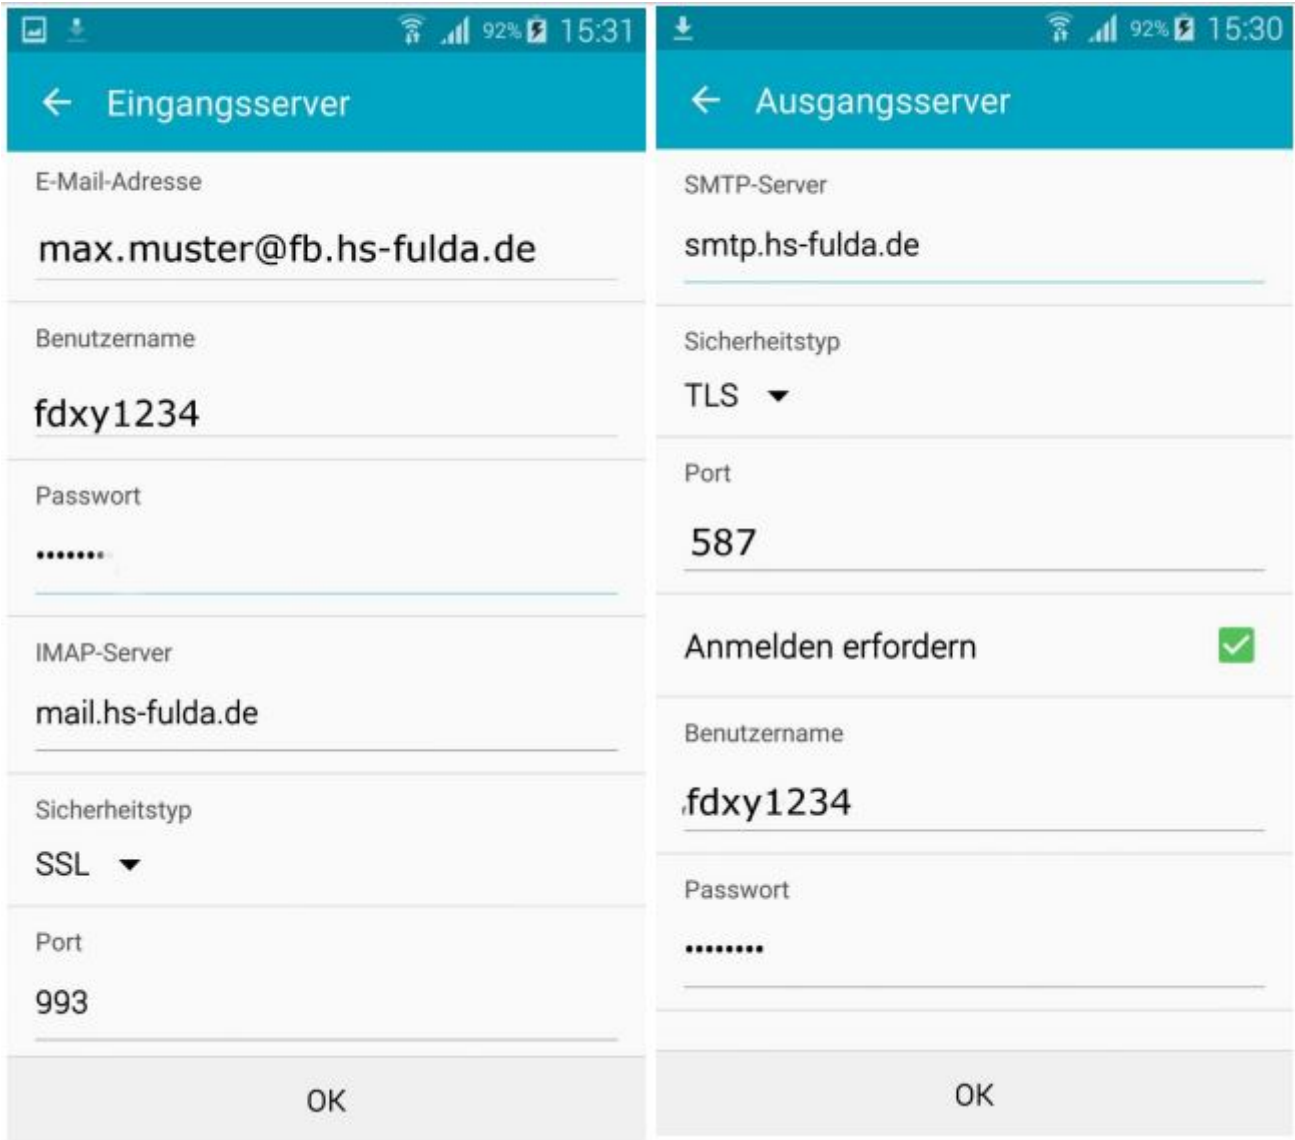 92% 15:31
Eingangsserver
E-Mail-Adresse
max.muster@fb.hs-fulda.de
Benutzername
fdxy1234
Passwort
••••••••
IMAP-Server
mail.hs-fulda.de
Sicherheitstyp
SSL
Port
993
OK
92% 15:30
Ausgangsserver
SMTP-Server
smtp.hs-fulda.de
Sicherheitstyp
TLS
Port
587
Anmelden erfordern
Benutzername
fdxy1234
Passwort
••••••••
OK